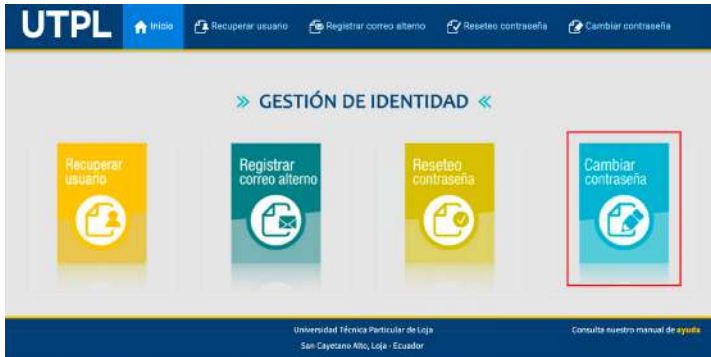 UTPL Inicio Recuperar usuario Registrar correo alterno Reseteo contraseña Cambiar contraseña
» GESTIÓN DE IDENTIDAD «
Recuperar
usuario
Registrar
correo alterno
Reseteo
contraseña
Cambiar
contraseña
Universidad Técnica Particular de Loja
San Cayetano Alto, Loja - Ecuador
Consulta nuestro manual de ayuda